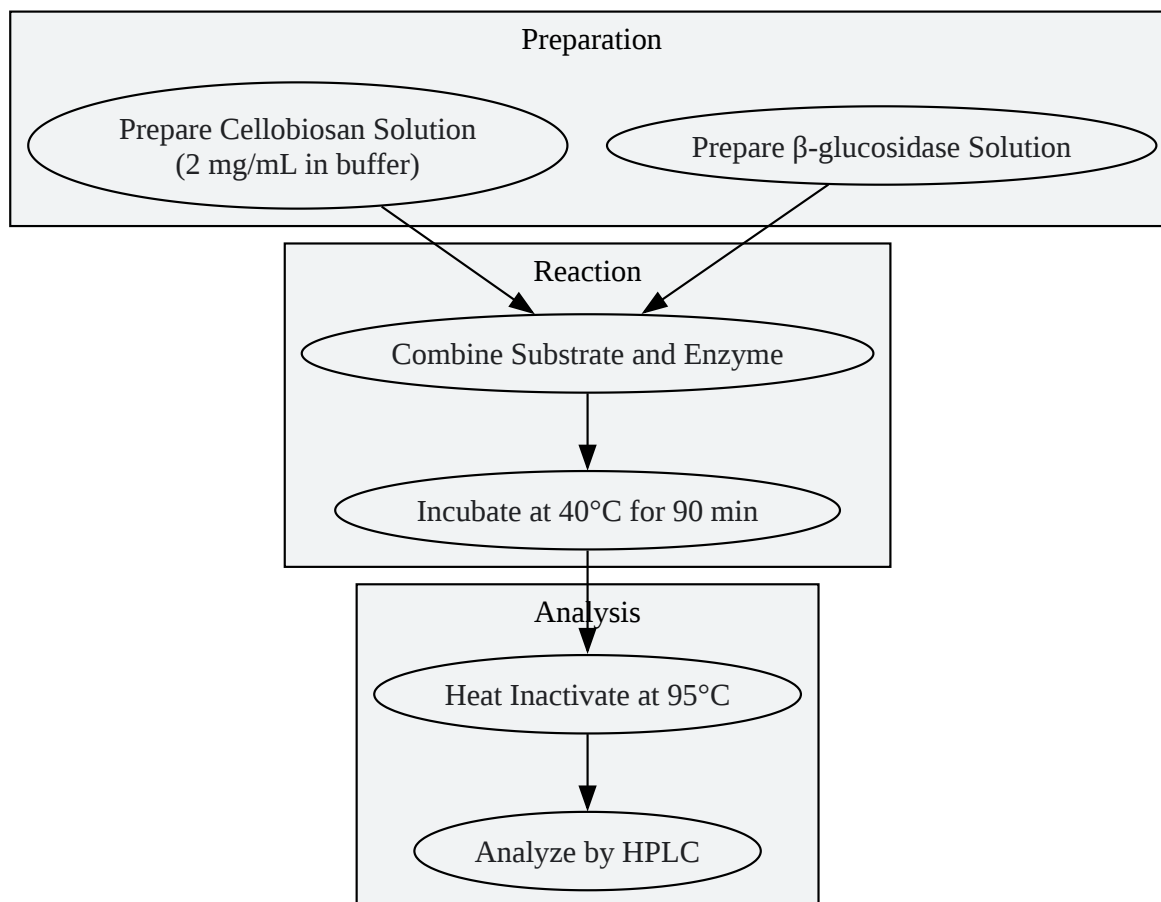 Preparation
Prepare Cellobiosan Solution
(2 mg/mL in buffer)
Prepare β-glucosidase Solution
Reaction
Combine Substrate and Enzyme
Incubate at 40°C for 90 min
Analysis
Heat Inactivate at 95°C
Analyze by HPLC